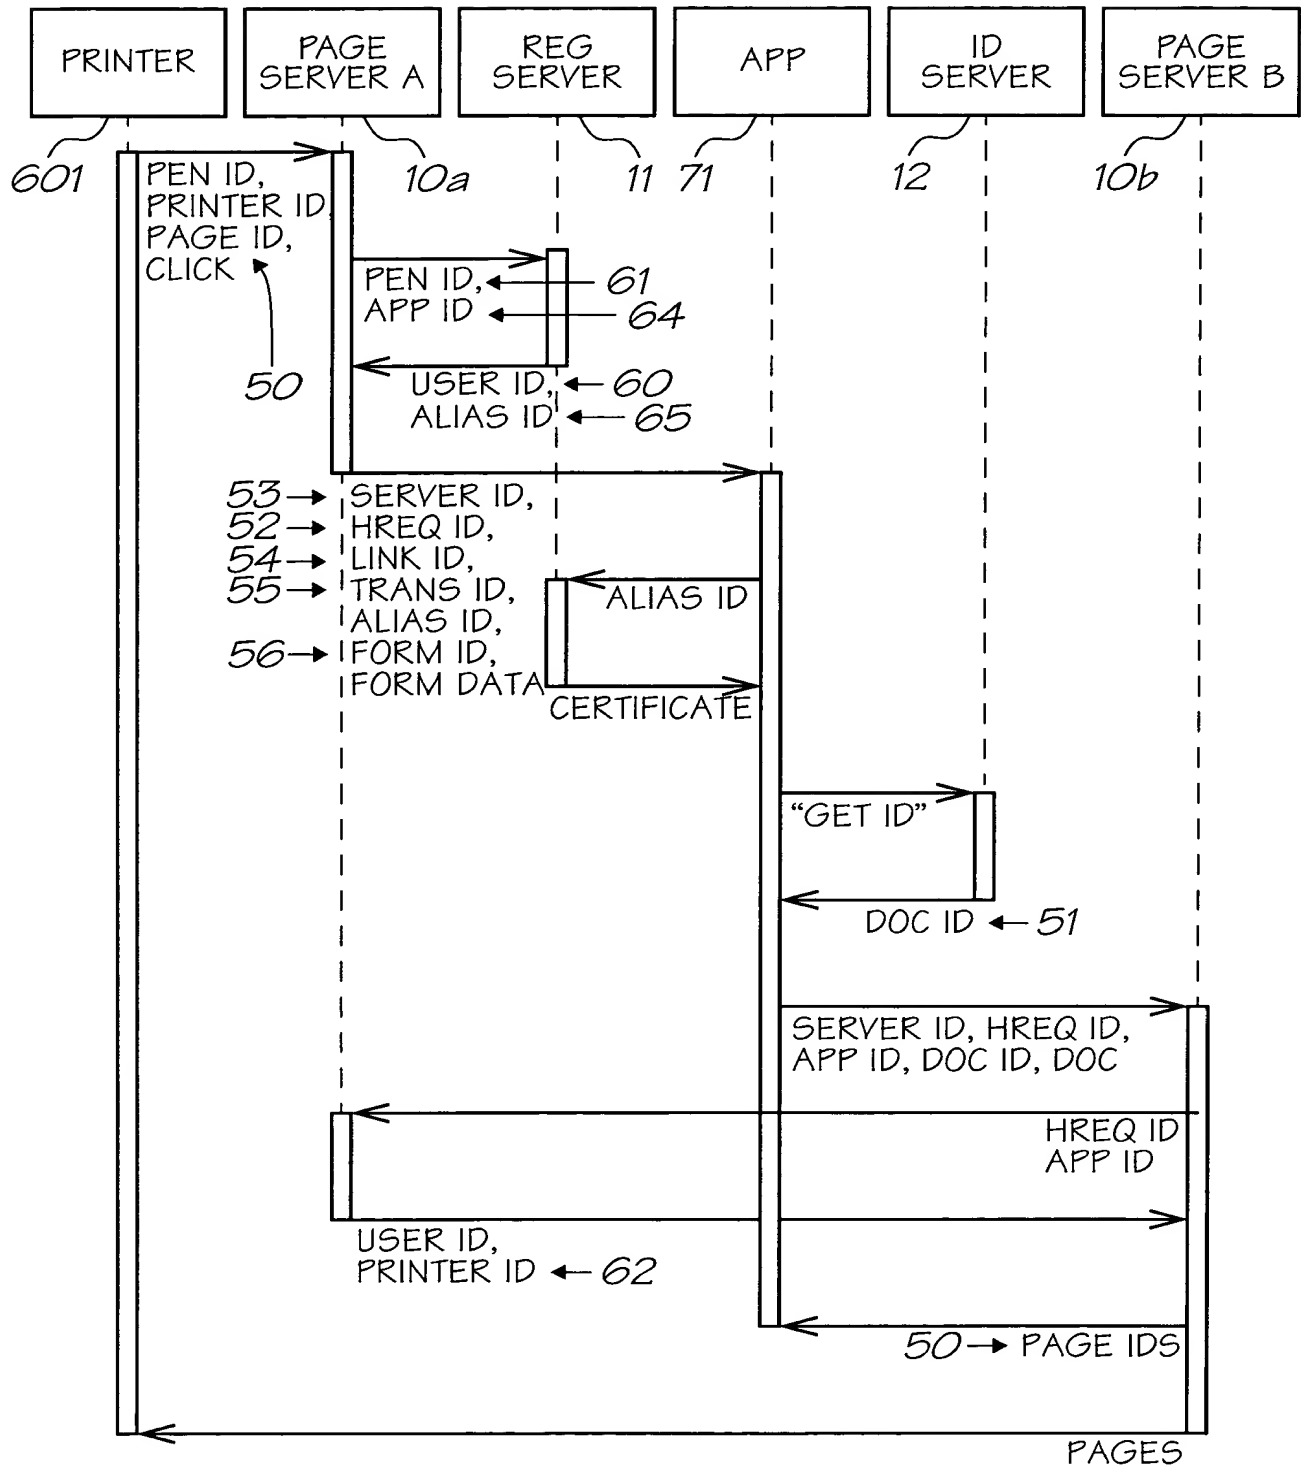 PRINTER
PAGE
SERVER A
REG
SERVER
APP
ID
SERVER
PAGE
SERVER B
601
10a
11
71
12
10b
PEN ID,
PRINTER ID
PAGE ID,
CLICK
50
PEN ID,
61
APP ID
64
USER ID,
60
ALIAS ID
65
53
SERVER ID,
52
HREQ ID,
54
LINK ID,
55
TRANS ID,
ALIAS ID,
56
FORM ID,
FORM DATA
ALIAS ID
CERTIFICATE
“GET ID”
DOC ID
51
SERVER ID, HREQ ID,
APP ID, DOC ID, DOC
HREQ ID
APP ID
USER ID,
PRINTER ID
62
50
PAGE IDS
PAGES